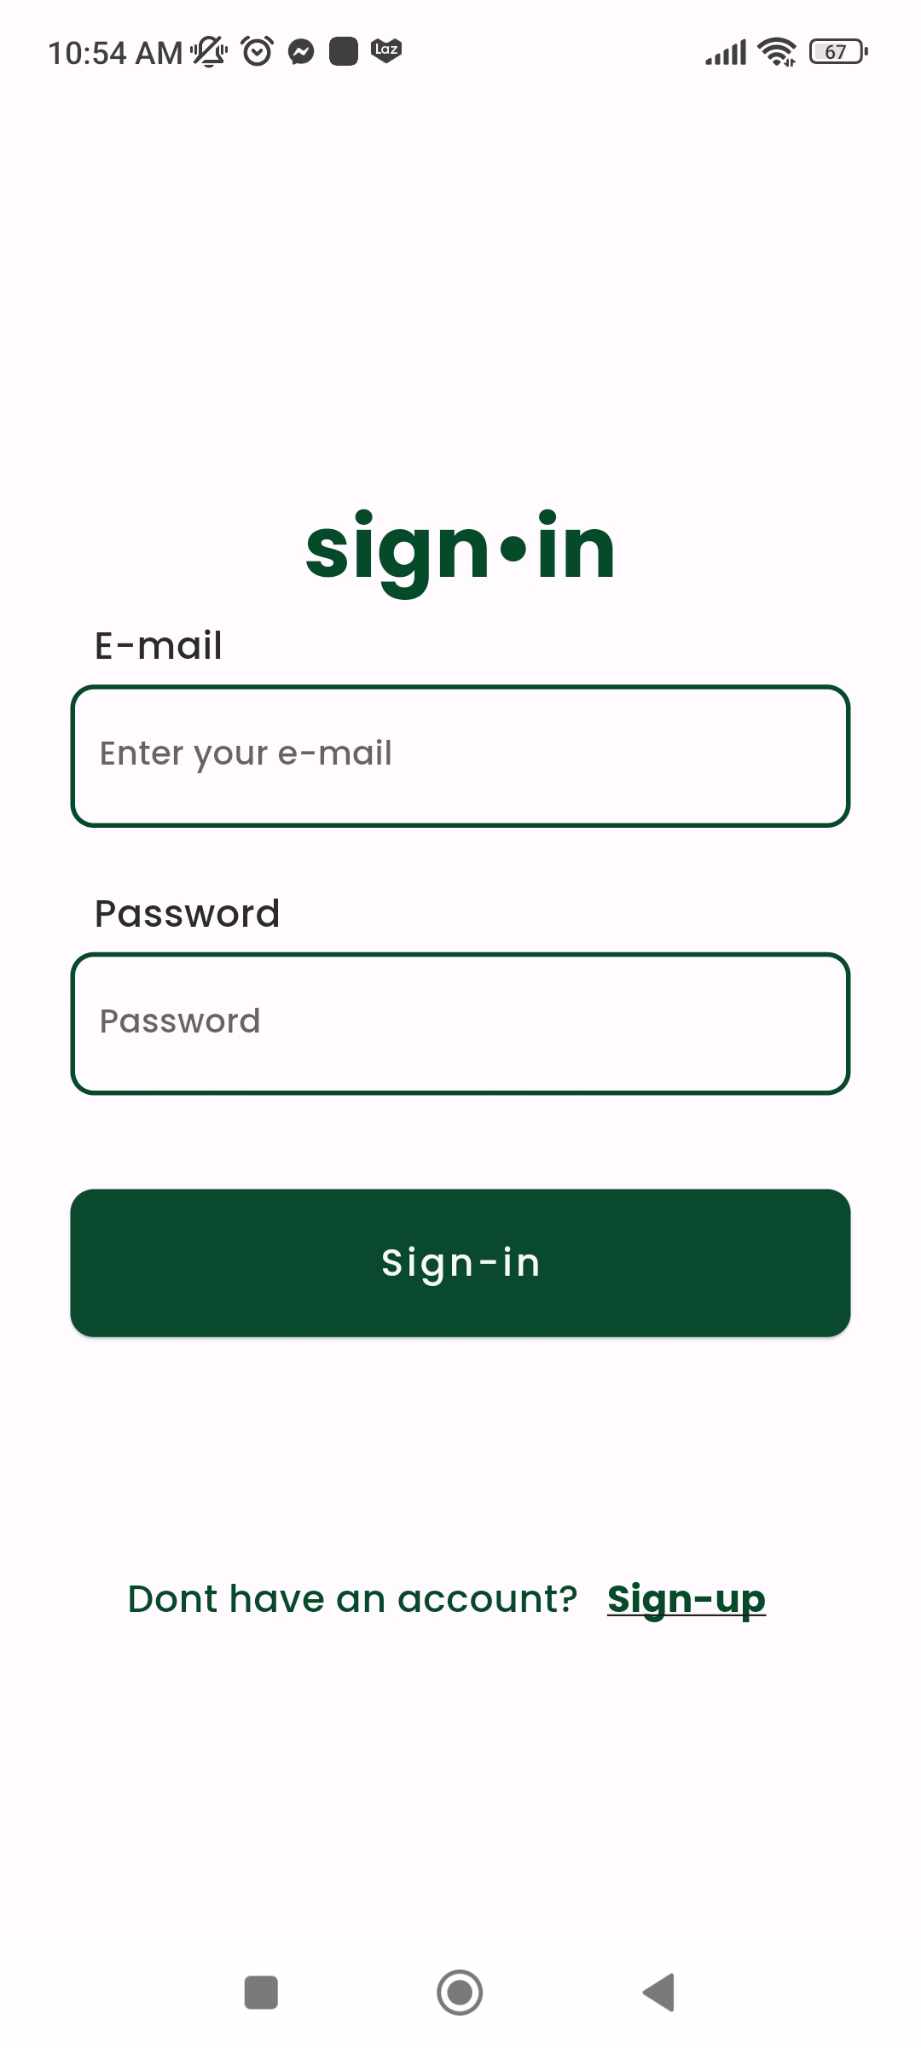 10:54 AM Laz 67
sign•in
E-mail
Enter your e-mail
Password
Password
Sign-in
Dont have an account? Sign-up